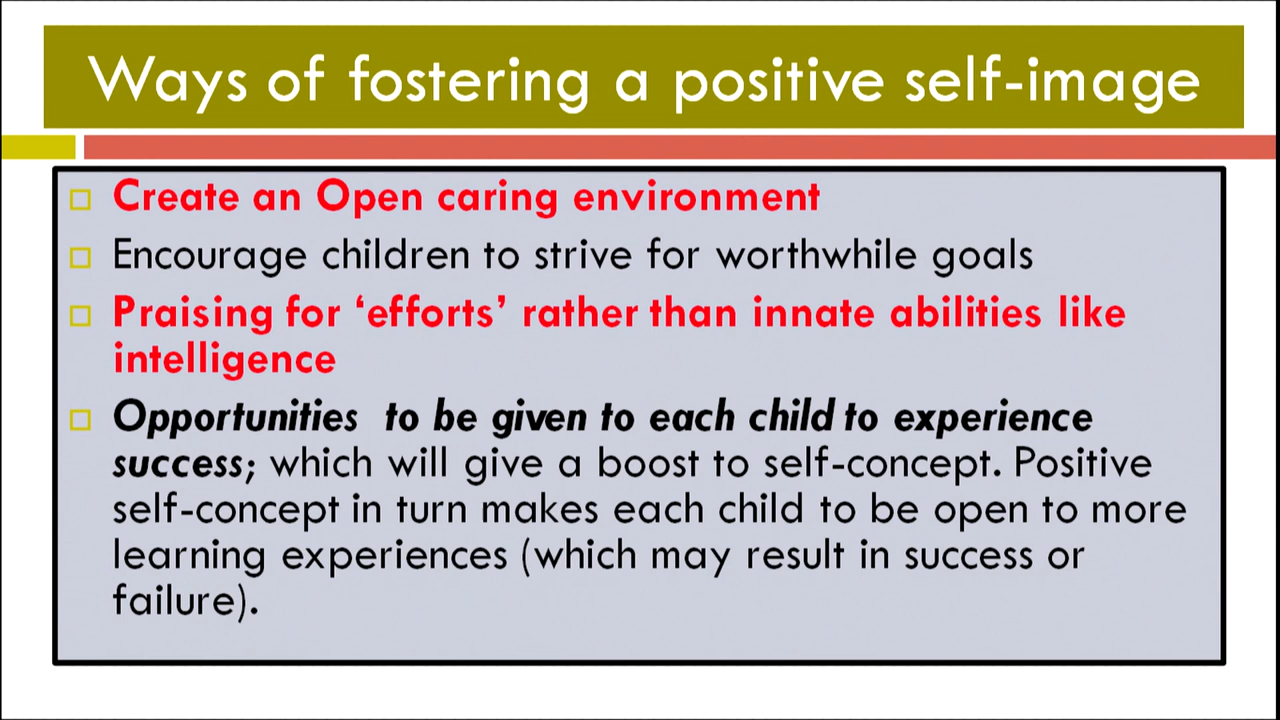 Ways of fostering a positive self-image
Create an Open caring environment
Encourage children to strive for worthwhile goals
Praising for ‘efforts’ rather than innate abilities like
intelligence
Opportunities  to be given to each child to experience
success; which will give a boost to self-concept. Positive
self-concept in turn makes each child to be open to more
learning experiences (which may result in success or
failure).